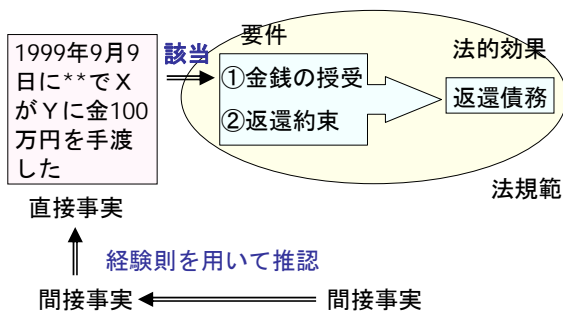 1999年9月9
日に**でX
がYに金100
万円を手渡
した
該当
要件
①金銭の授受
②返還約束
法的効果
返還債務
法規範
直接事実
経験則を用いて推認
間接事実
間接事実